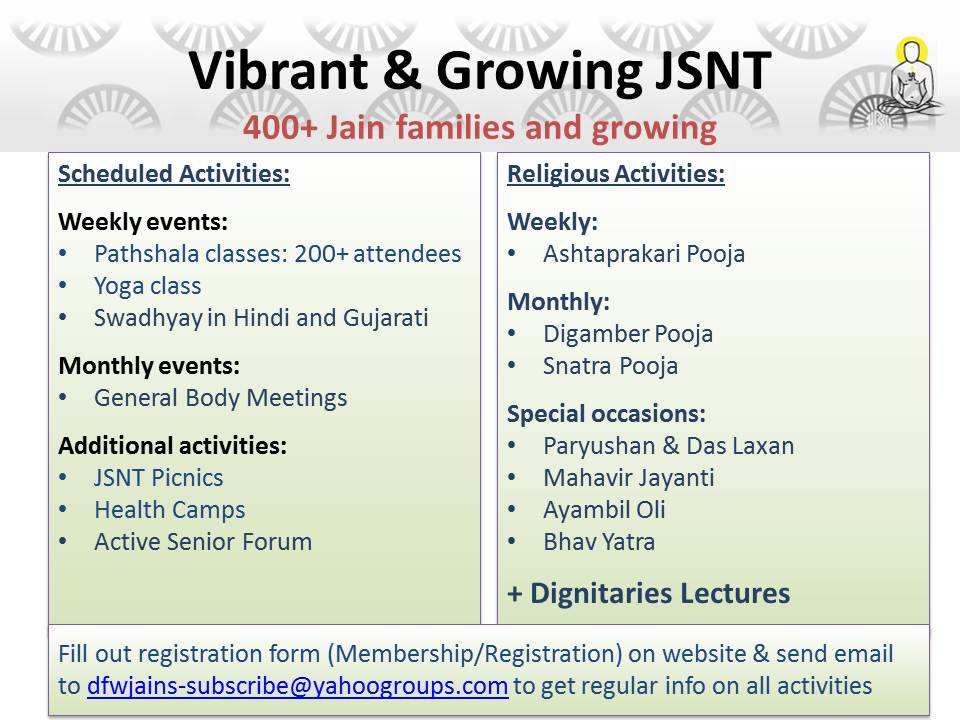 Vibrant & Growing JSNT
400+ Jain families and growing
Scheduled Activities:
Weekly events:
• Pathshala classes: 200+ attendees
• Yoga class
• Swadhyay in Hindi and Gujarati
Monthly events:
• General Body Meetings
Additional activities:
• JSNT Picnics
• Health Camps
• Active Senior Forum
Religious Activities:
Weekly:
• Ashtaprakari Pooja
Monthly:
• Digamber Pooja
• Snatra Pooja
Special occasions:
• Paryushan & Das Laxan
• Mahavir Jayanti
• Ayambil Oli
• Bhav Yatra
+ Dignitaries Lectures
Fill out registration form (Membership/Registration) on website & send email
to dfwjains-subscribe@yahoogroups.com to get regular info on all activities